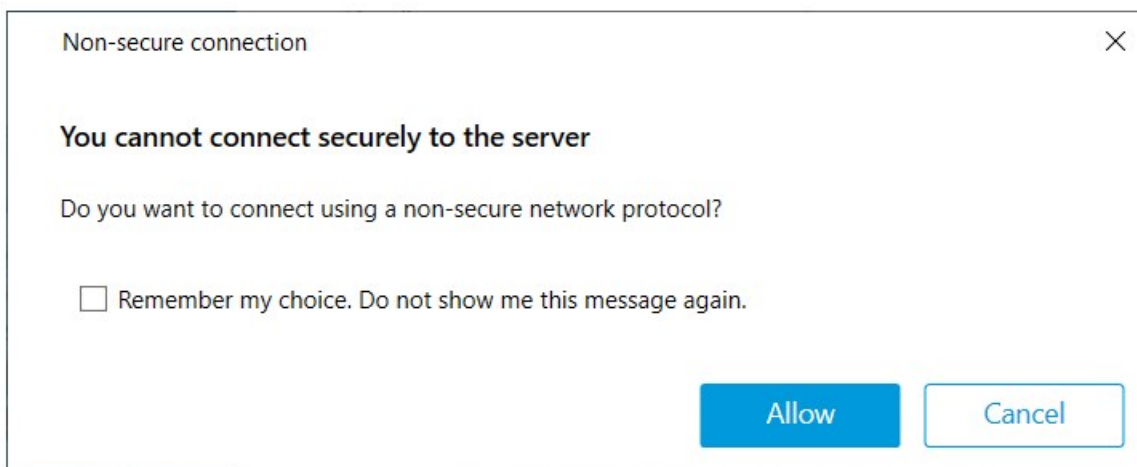 Non-secure connection
You cannot connect securely to the server
Do you want to connect using a non-secure network protocol?
Remember my choice. Do not show me this message again.
Allow
Cancel